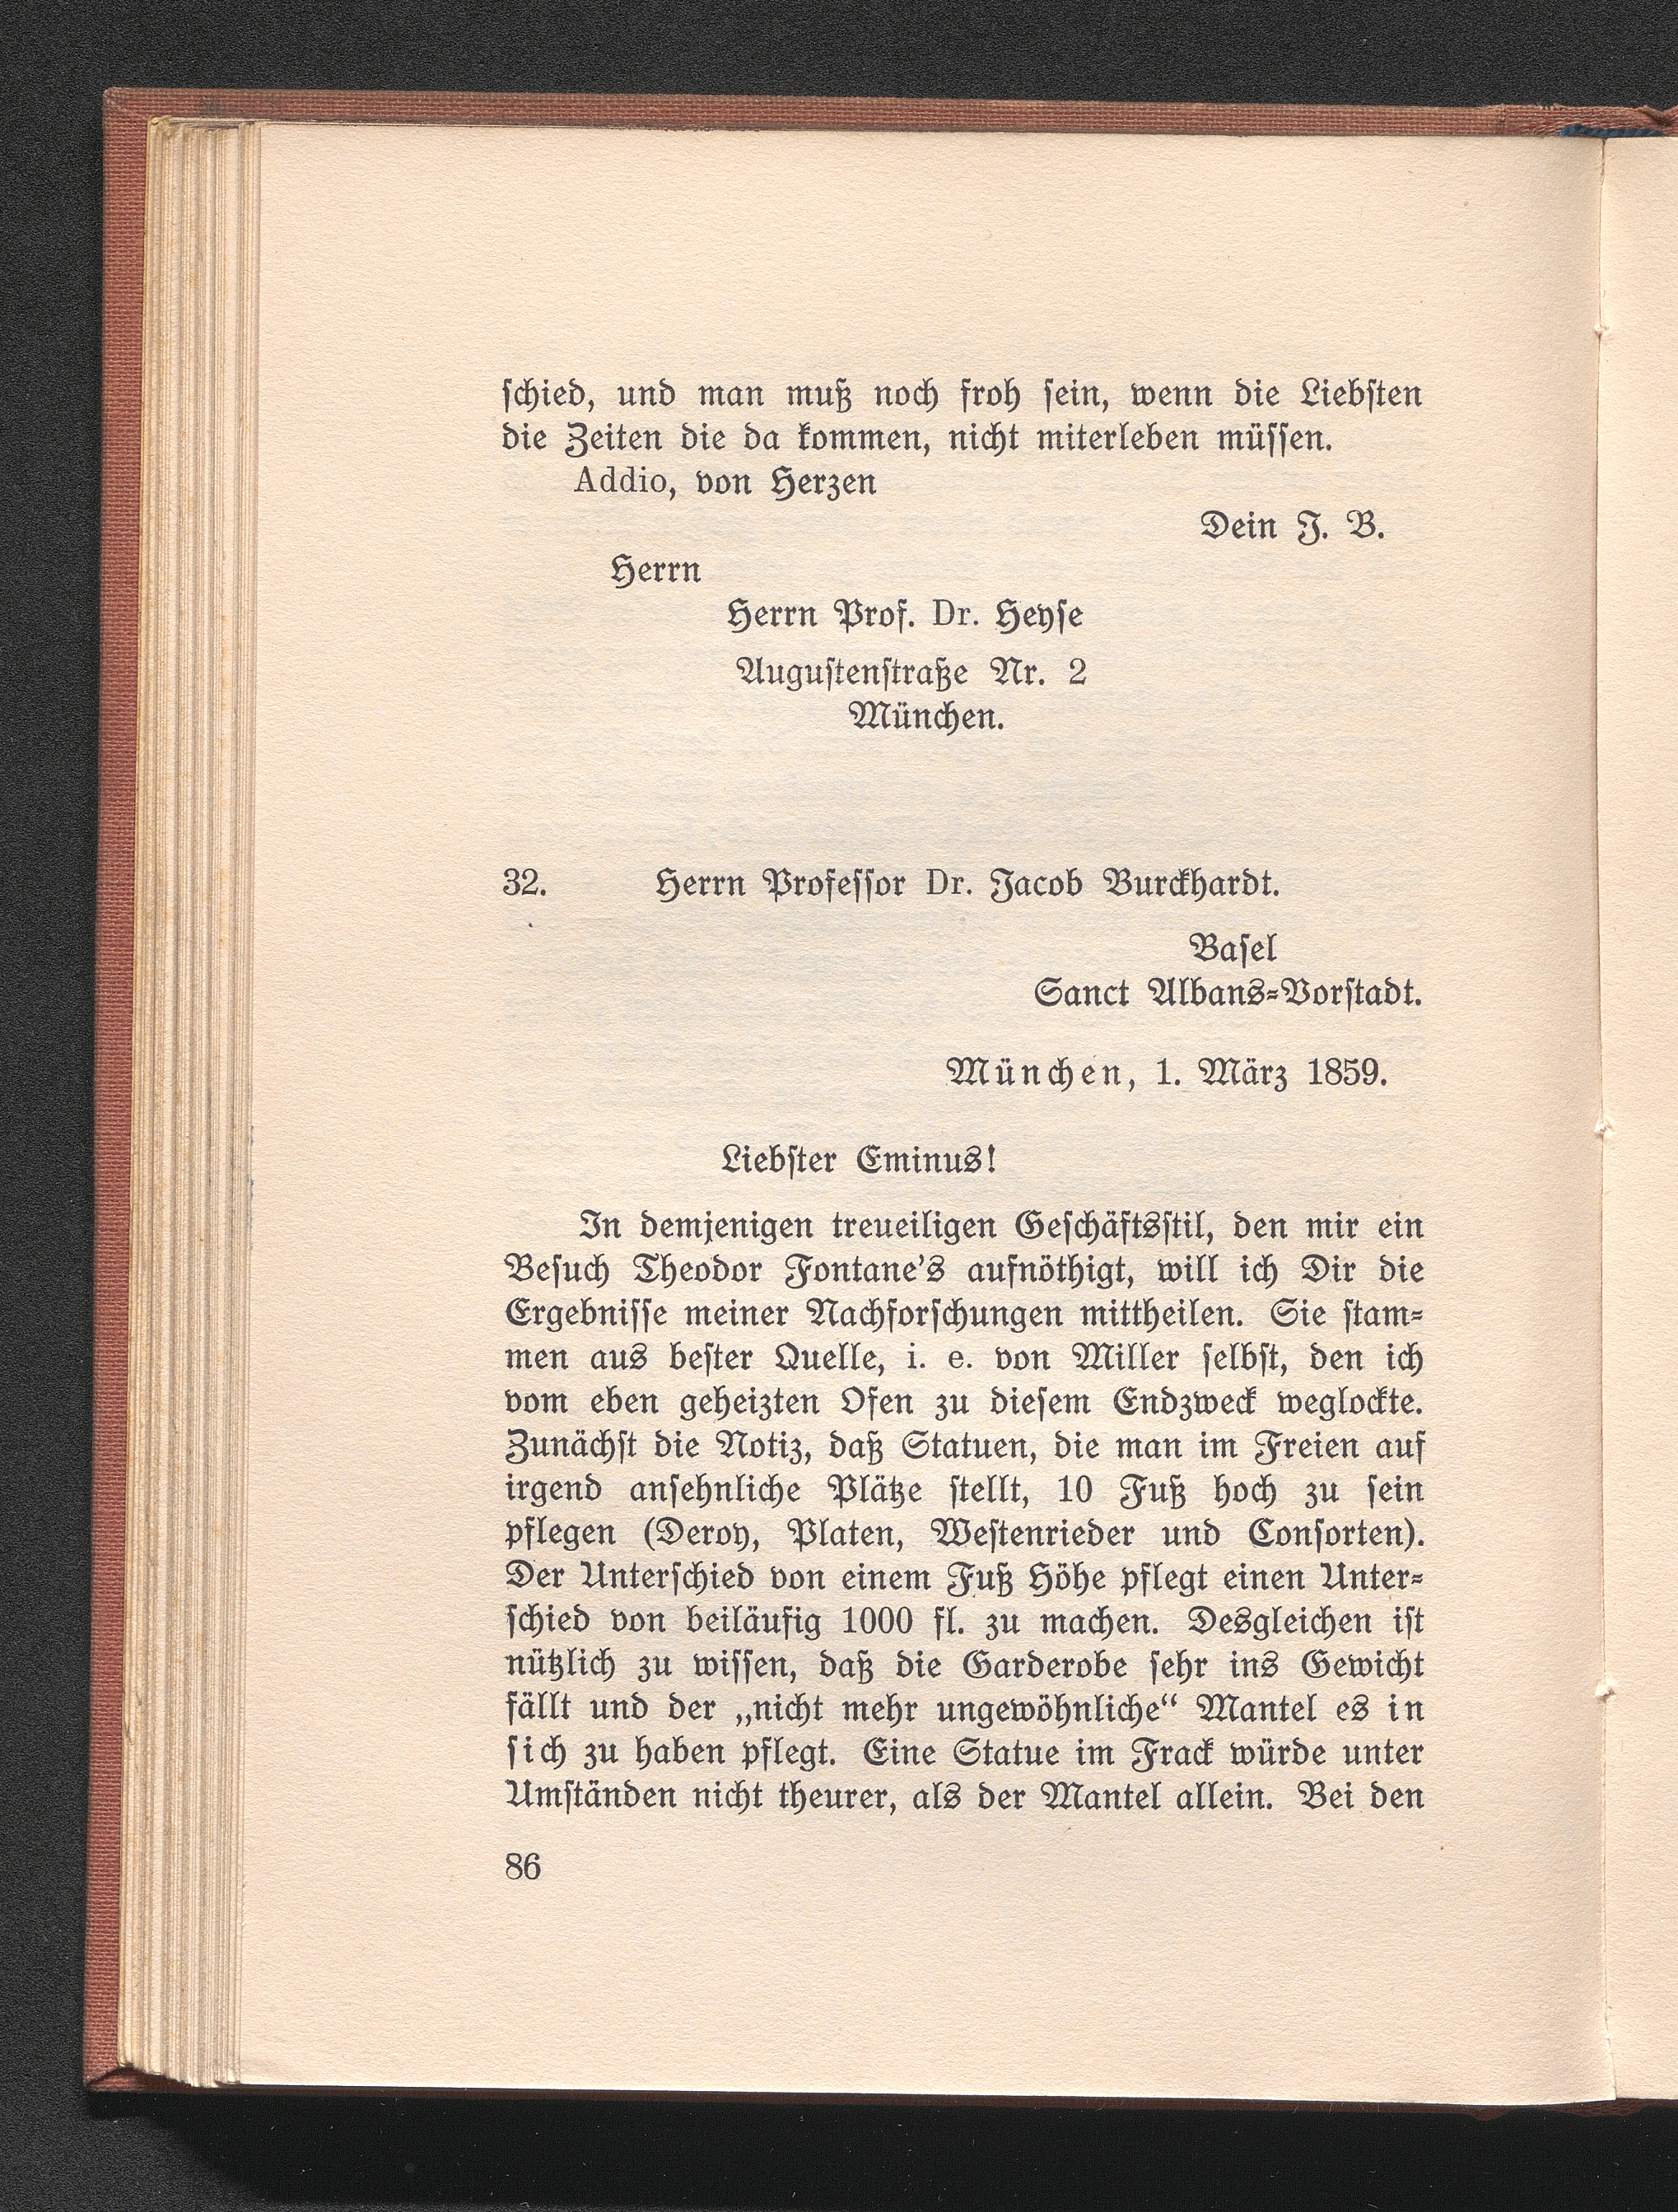 schied, und man muß noch froh sein, wenn die Liebsten
die Zeiten die da kommen, nicht miterleben müssen.
Addio, von Herzen
Dein J. B.
Herrn
Herrn Prof. Dr. Heyse
Augustenstraße Nr. 2
München.
32. Herrn Professor Dr. Jacob Burckhardt.
Basel
Sanct Albans-Vorstadt.
München, 1. März 1859.
Liebster Eminus!
In demjenigen treueiligen Geschäftsstil, den mir ein
Besuch Theodor Fontane's aufnöthigt, will ich Dir die
Ergebnisse meiner Nachforschungen mittheilen. Sie stam-
men aus bester Quelle, i. e. von Miller selbst, den ich
vom eben geheizten Ofen zu diesem Endzweck weglockte.
Zunächst die Notiz, daß Statuen, die man im Freien auf
irgend ansehnliche Plätze stellt, 10 Fuß hoch zu sein
pflegen (Deroy, Platen, Westenrieder und Consorten).
Der Unterschied von einem Fuß Höhe pflegt einen Unter-
schied von beiläufig 1000 fl. zu machen. Desgleichen ist
nützlich zu wissen, daß die Garderobe sehr ins Gewicht
fällt und der „nicht mehr ungewöhnliche“ Mantel es in
sich zu haben pflegt. Eine Statue im Frack würde unter
Umständen nicht theurer, als der Mantel allein. Bei den
86